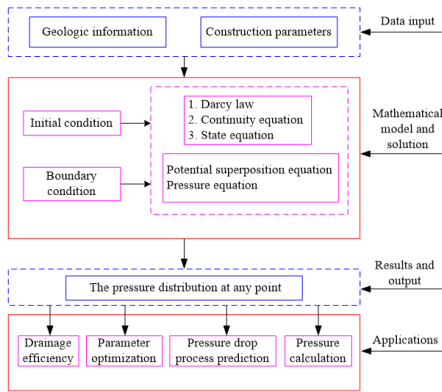 Geologic information
Construction parameters
Data input
Initial condition
1. Darcy law
2. Continuity equation
3. State equation
Mathematical
model and
solution
Boundary
condition
Potential superposition equation
Pressure equation
The pressure distribution at any point
Results and
output
Drainage
efficiency
Parameter
optimization
Pressure drop
process prediction
Pressure
calculation
Applications